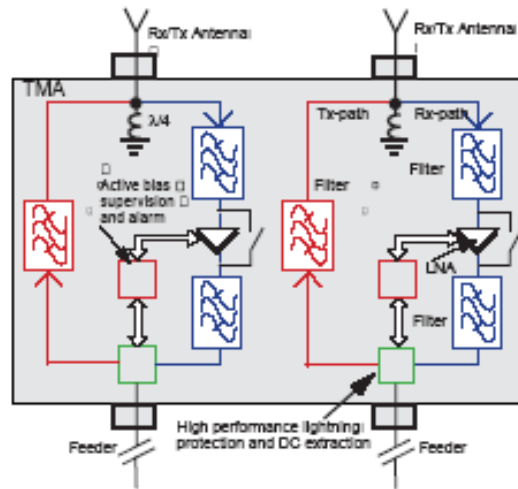 Rx/Tx Antenna
Rx/Tx Antenna
TMA
λ/4
Tx-path
Rx-path
Filter
Filter
Active bias
supervision
and alarm
LNA
Filter
High performance lightning
protection and DC extraction
Feeder
Feeder